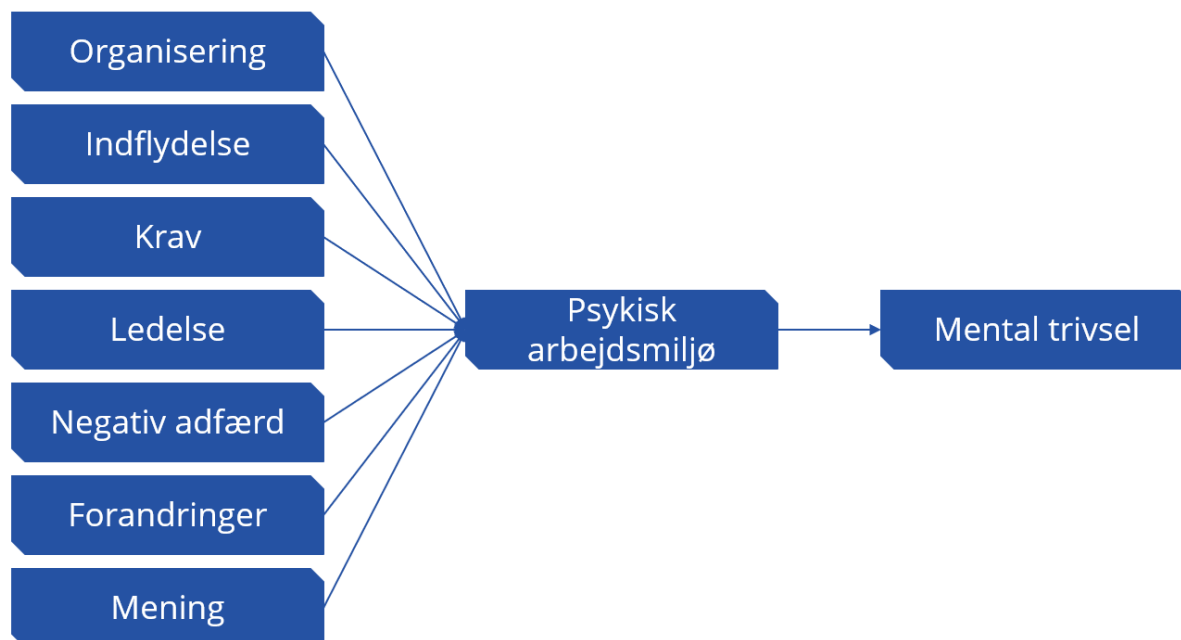 Organisering
Indflydelse
Krav
Ledelse
Negativ adfærd
Forandringer
Mening
Psykisk
arbejdsmiljø
Mental trivsel